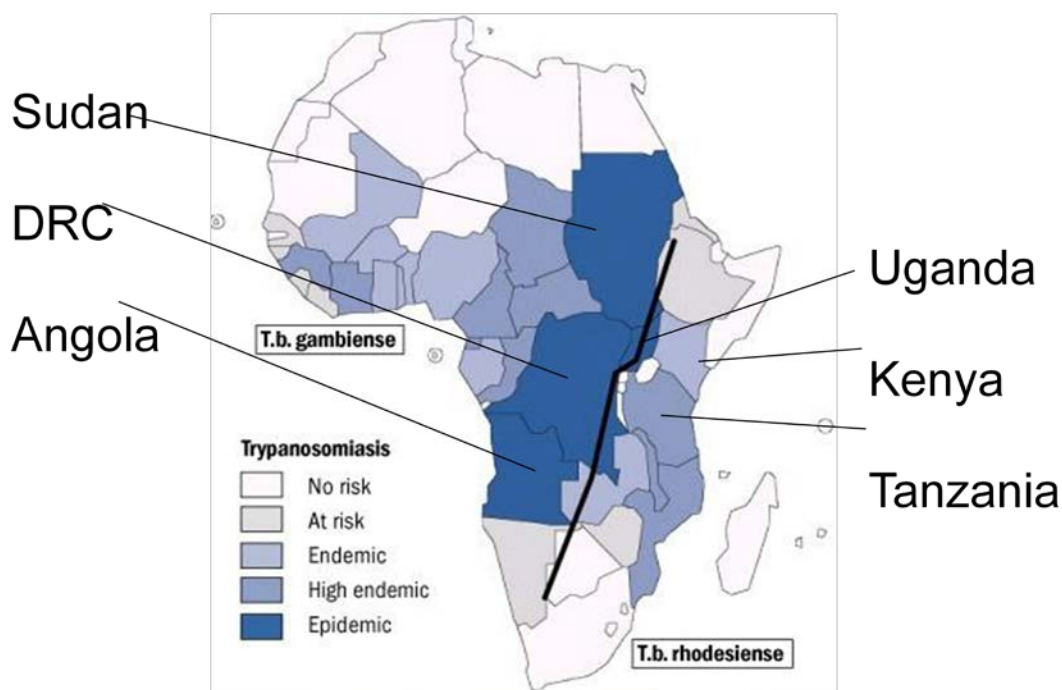 Sudan
DRC
Angola
Uganda
Kenya
Tanzania
T.b. gambiense
Trypanosomiasis
No risk
At risk
Endemic
High endemic
Epidemic
T.b. rhodesiense